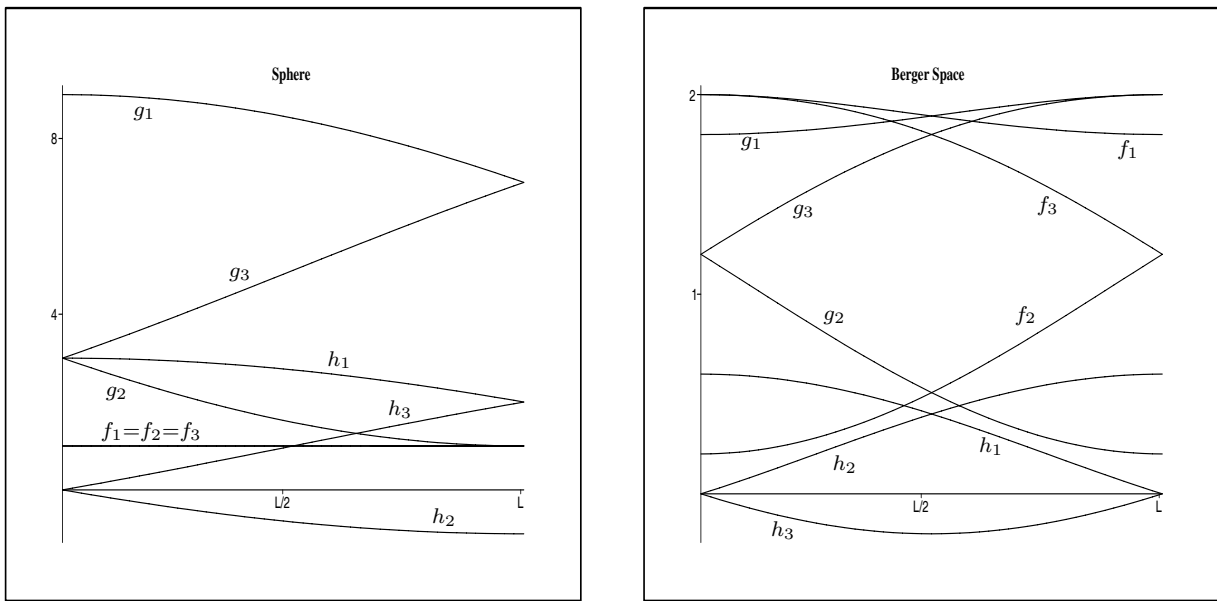 Sphere
g₁
8
g₃
4
h₁
g₂
h₃
f₁=f₂=f₃
L/2
L
h₂
Berger Space
2
g₁
f₁
g₃
f₃
1
g₂
f₂
h₁
h₂
L/2
L
h₃